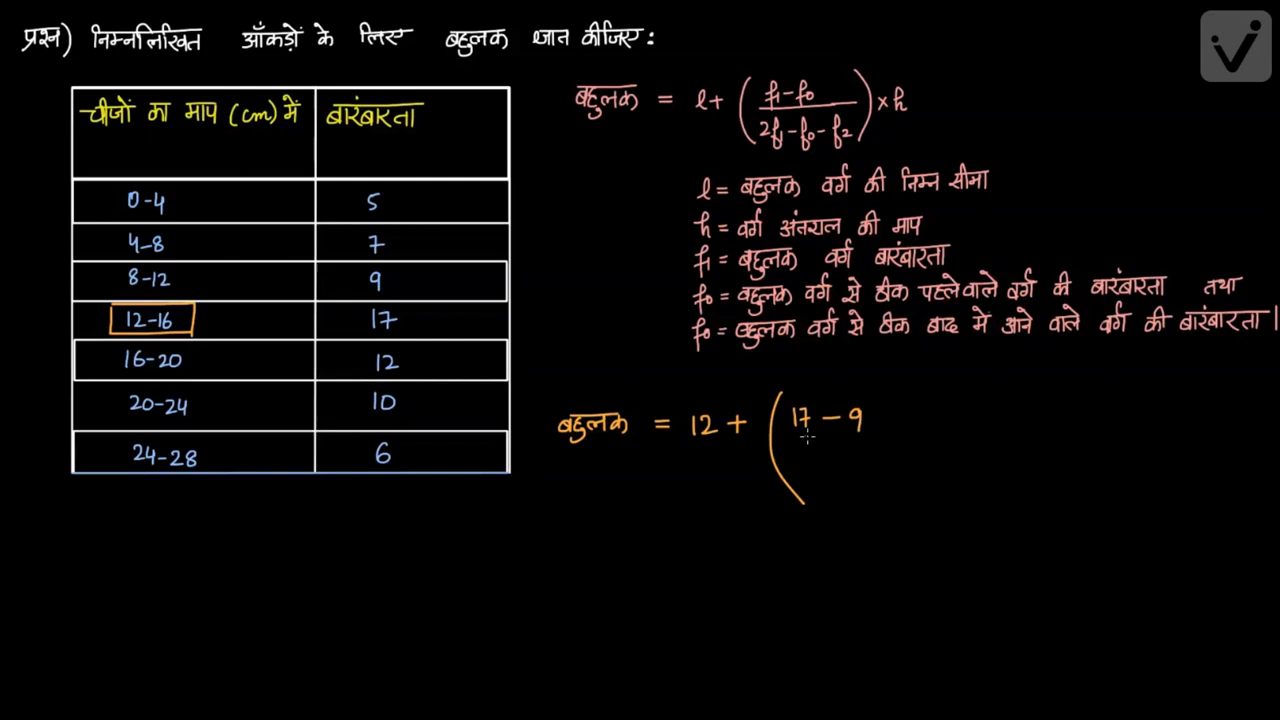 प्रश्न) निम्नलिखित आँकड़ों के लिए बहुलक ज्ञात कीजिए :
चीजों का माप (cm) में बारंबारता
0-4 5
4-8 7
8-12 9
12-16 17
16-20 12
20-24 10
24-28 6
बहुलक = l + ( f₁ - f₀ / 2f₁ - f₀ - f₂ ) × h
l = बहुलक वर्ग की निम्न सीमा
h = वर्ग अंतराल की माप
f₁ = बहुलक वर्ग बारंबारता
f₀ = बहुलक वर्ग से ठीक पहले वाले वर्ग की बारंबारता तथा
f₀ = बहुलक वर्ग से ठीक बाद में आने वाले वर्ग की बारंबारता।
बहुलक = 12 + ( 17 - 9